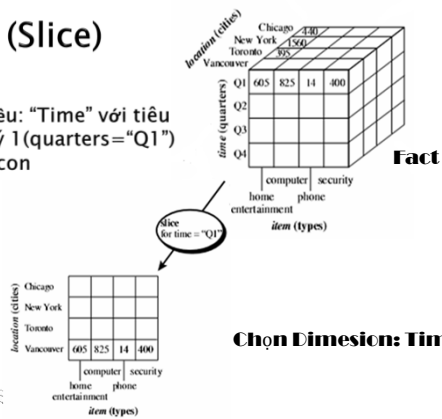 (Slice)
êu: “Time” với tiêu
ý 1(quarters=“Q1”)
con
location (cities)
Chicago 440
New York 1560
Toronto 395
Vancouver
time (quarters)
Q1 605 825 14 400
Q2
Q3
Q4
computer security
home phone
entertainment
item (types)
Fact
Slice
for time = "Q1"
location (cities)
Chicago
New York
Toronto
Vancouver 605 825 14 400
computer security
home phone
entertainment
item (types)
Chọn Dimesion: Tim